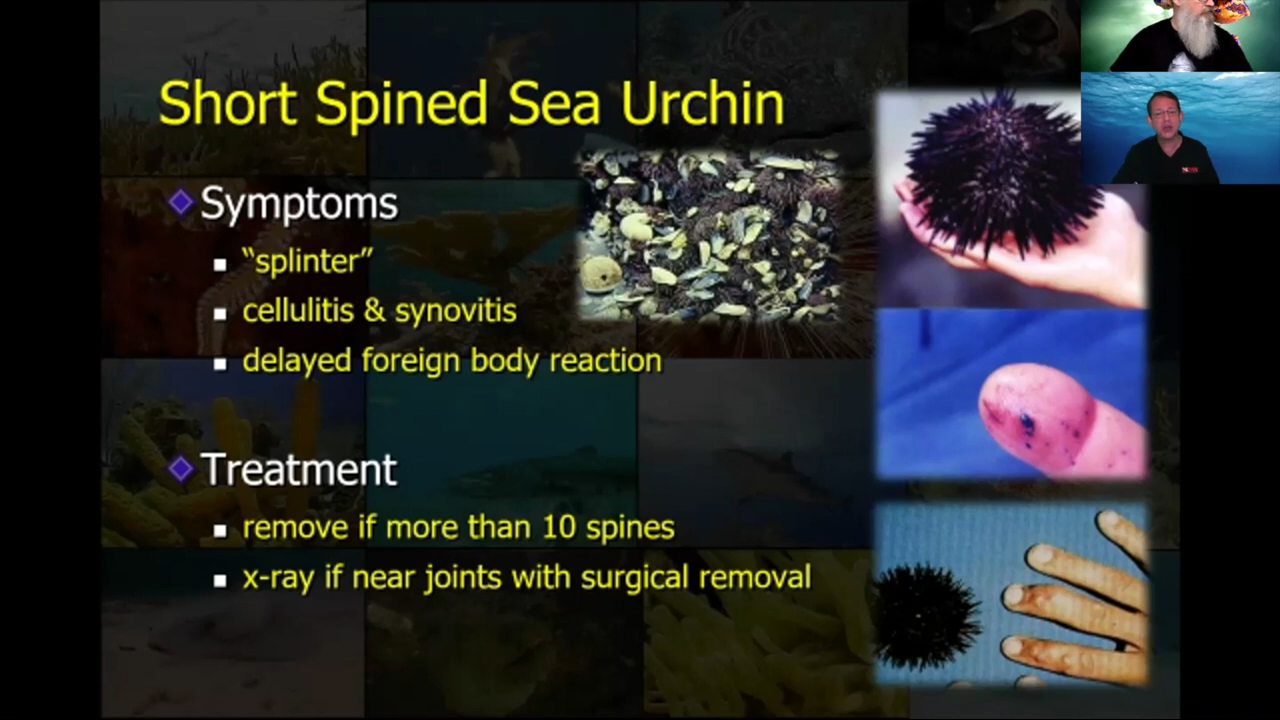 Short Spined Sea Urchin
Symptoms
“splinter”
cellulitis & synovitis
delayed foreign body reaction
Treatment
remove if more than 10 spines
x-ray if near joints with surgical removal